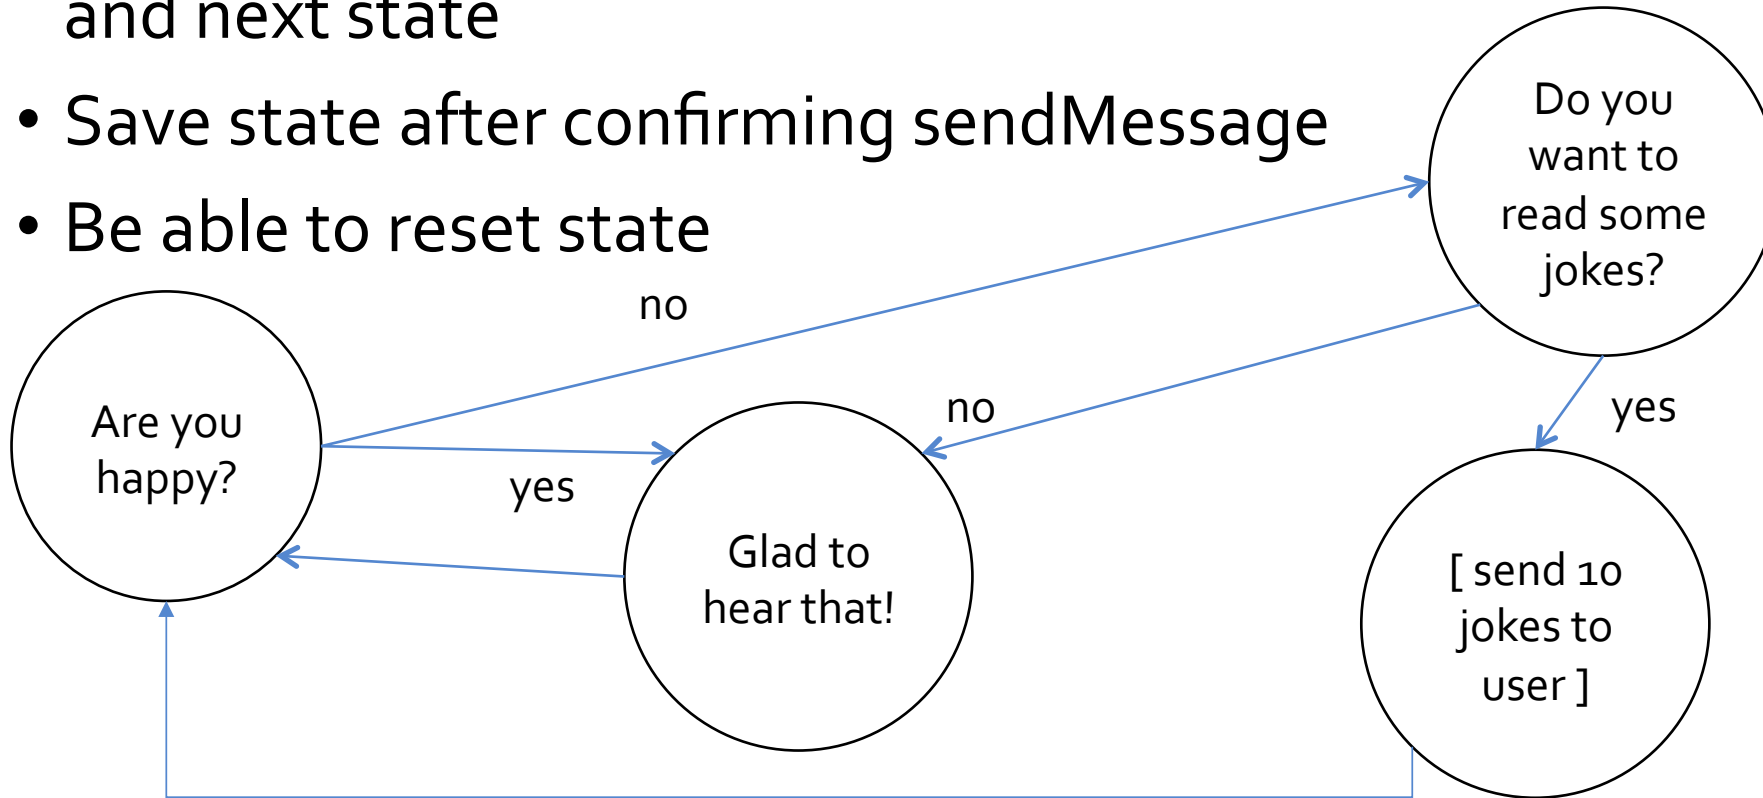 and next state
• Save state after confirming sendMessage
• Be able to reset state
Do you
want to
read some
jokes?
no
Are you
happy?
no
yes
yes
Glad to
hear that!
[ send 10
jokes to
user ]